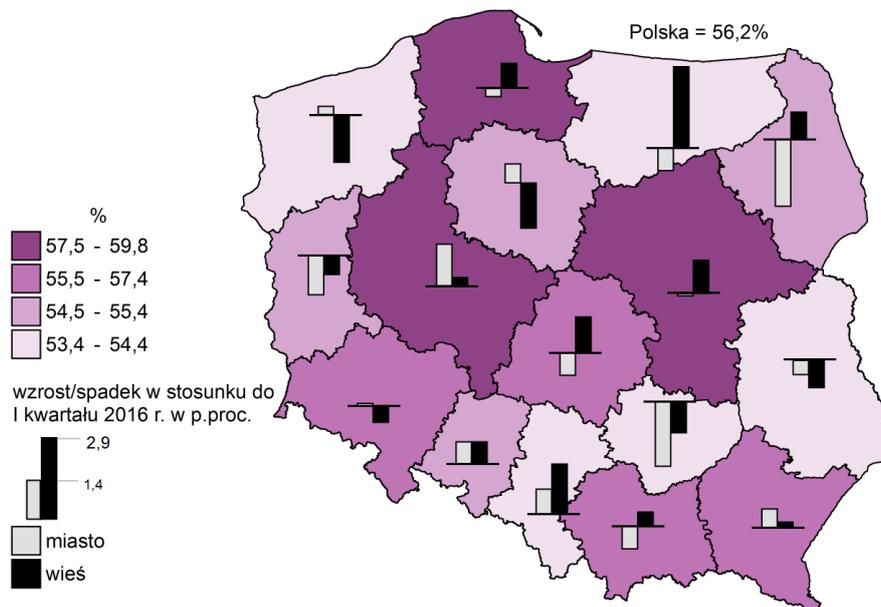 Polska = 56,2%
%
57,5 - 59,8
55,5 - 57,4
54,5 - 55,4
53,4 - 54,4
wzrost/spadek w stosunku do
I kwartału 2016 r. w p.proc.
2,9
1,4
miasto
wieś